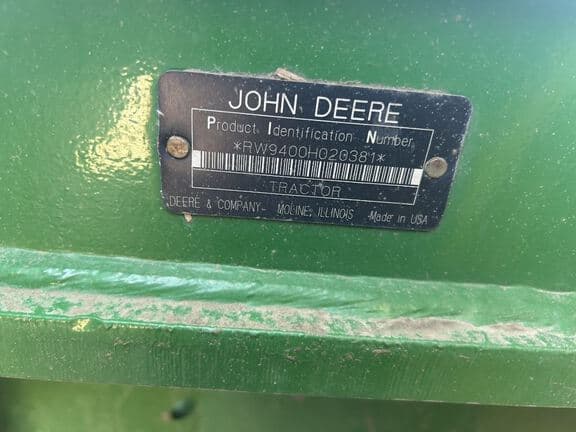 JOHN DEERE
Product Identification Number
*RW9400H020381*
TRACTOR
DEERE & COMPANY- MOLINE, ILLINOIS -Made in USA